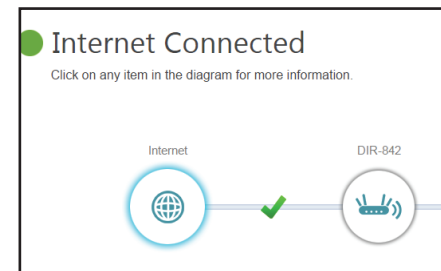 Internet Connected
Click on any item in the diagram for more information.
Internet
DIR-842